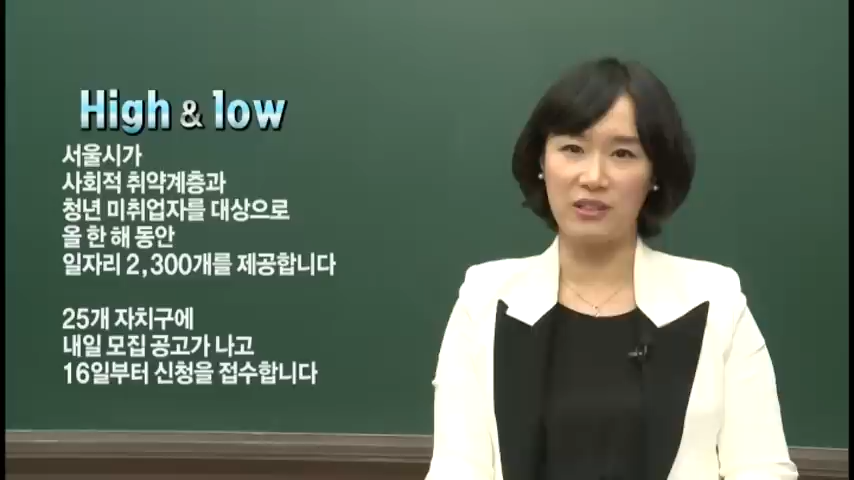 High & low
서울시가
사회적 취약계층과
청년 미취업자를 대상으로
올 한 해 동안
일자리 2,300개를 제공합니다
25개 자치구에
내일 모집 공고가 나고
16일부터 신청을 접수합니다